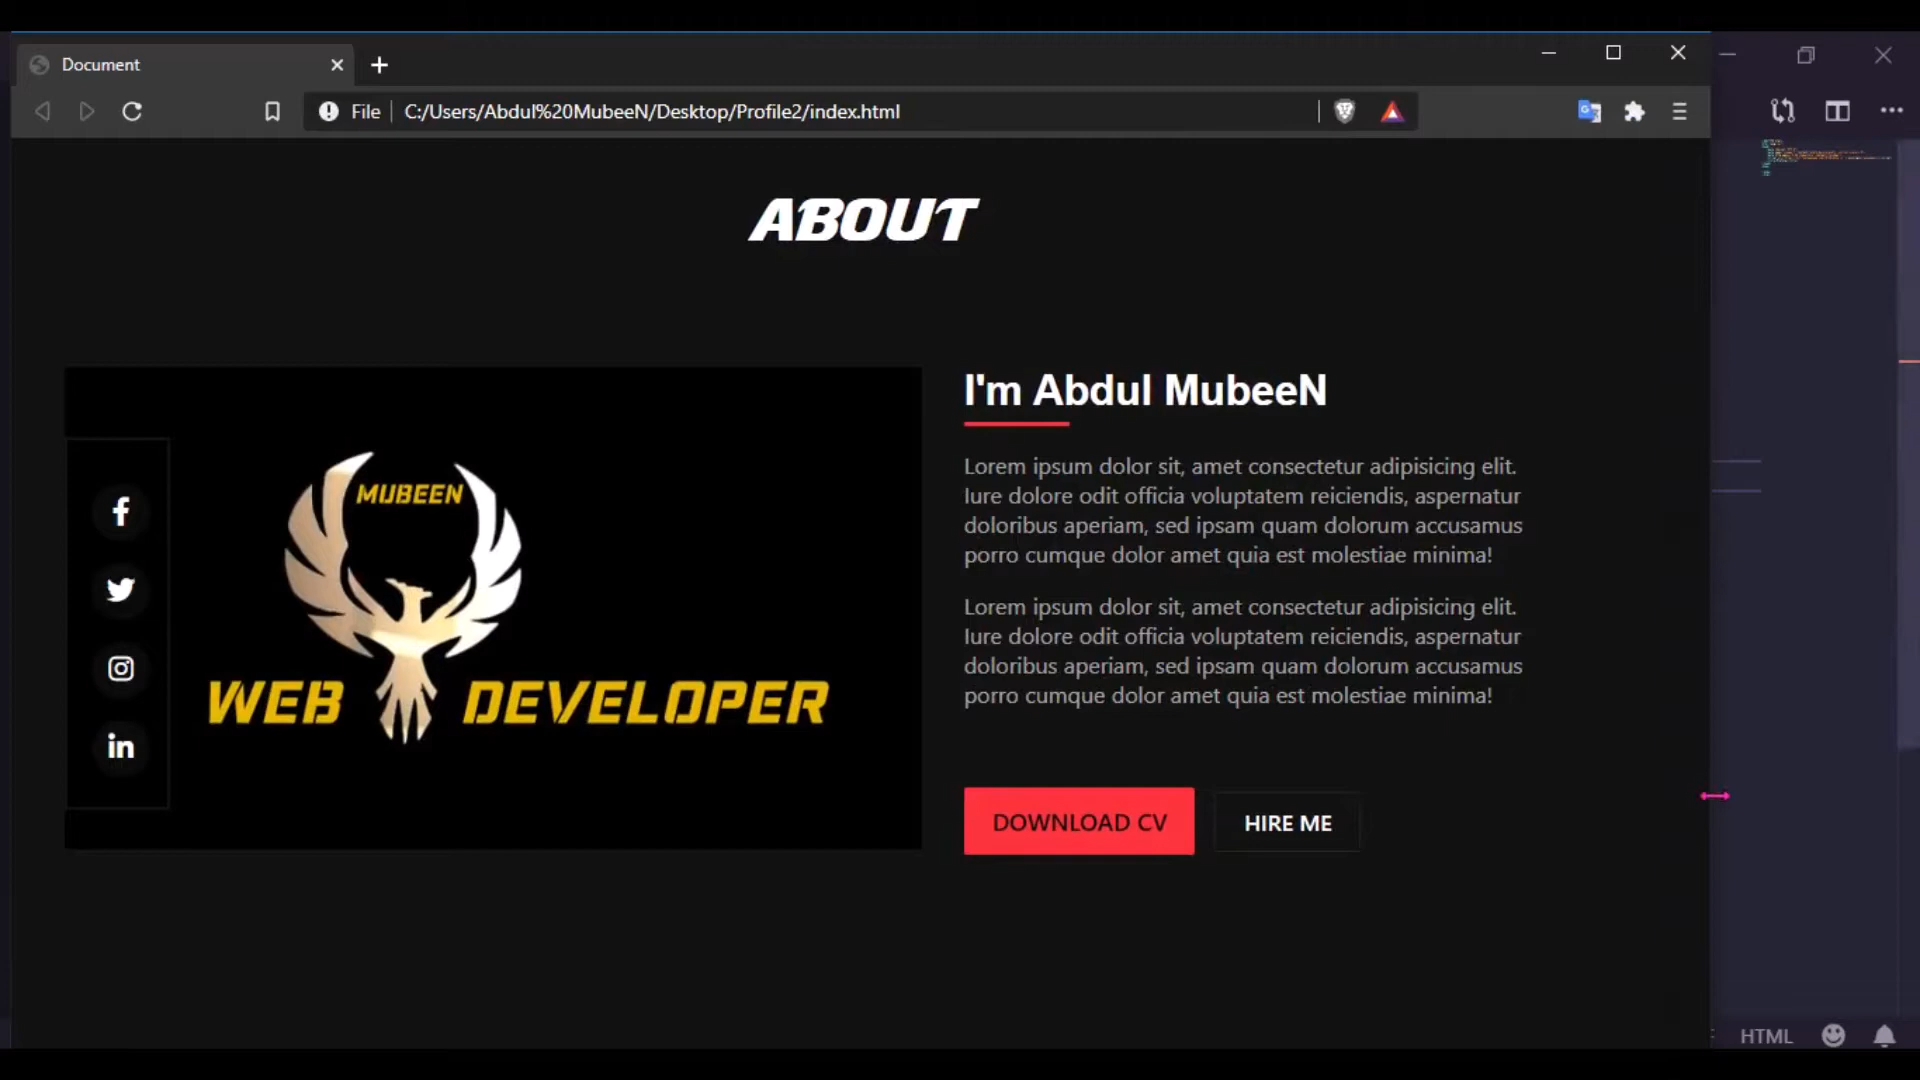 Document
File
C:/Users/Abdul%20MubeeN/Desktop/Profile2/index.html
ABOUT
MUBEEN
WEB DEVELOPER
I'm Abdul MubeeN
Lorem ipsum dolor sit, amet consectetur adipisicing elit.
Iure dolore odit officia voluptatem reiciendis, aspernatur
doloribus aperiam, sed ipsam quam dolorum accusamus
porro cumque dolor amet quia est molestiae minima!
Lorem ipsum dolor sit, amet consectetur adipisicing elit.
Iure dolore odit officia voluptatem reiciendis, aspernatur
doloribus aperiam, sed ipsam quam dolorum accusamus
porro cumque dolor amet quia est molestiae minima!
DOWNLOAD CV
HIRE ME
HTML